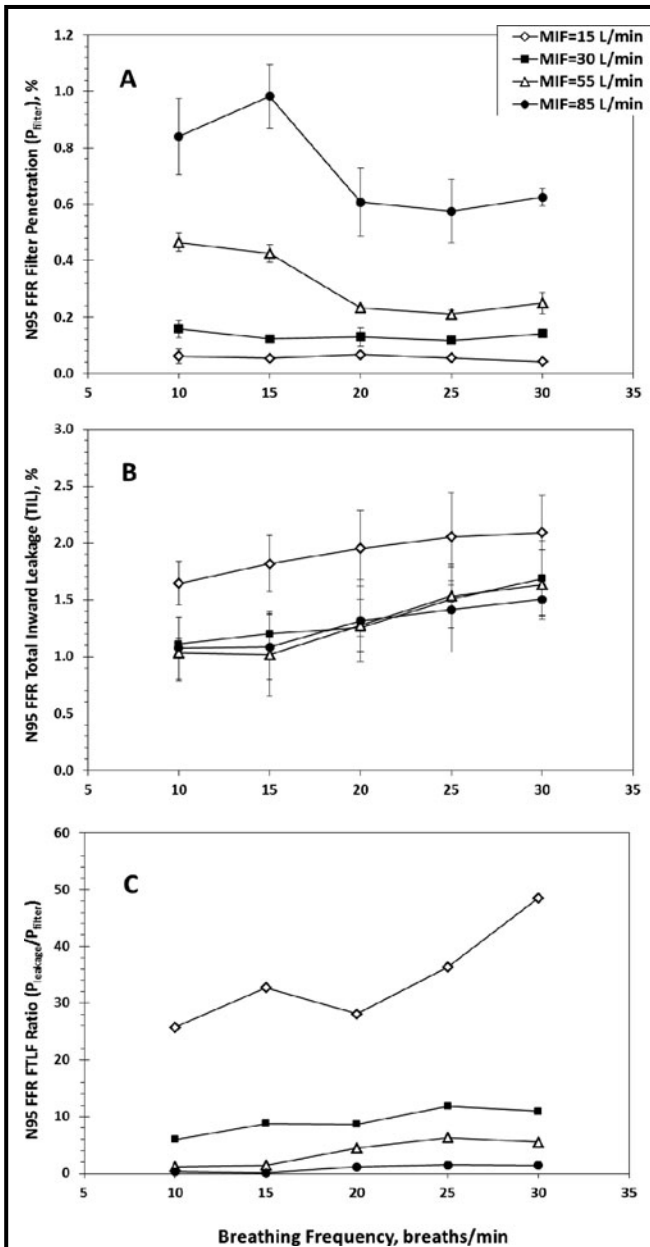 A
MIF=15 L/min
MIF=30 L/min
MIF=55 L/min
MIF=85 L/min
N95 FFR Filter Penetration (Pfilter), %
1.2
1.0
0.8
0.6
0.4
0.2
0.0
5 10 15 20 25 30 35
B
N95 FFR Total Inward Leakage (TIL), %
3.0
2.5
2.0
1.5
1.0
0.5
0.0
5 10 15 20 25 30 35
C
N95 FFR FTLF Ratio (Pleakage/Pfilter)
60
50
40
30
20
10
0
5 10 15 20 25 30 35
Breathing Frequency, breaths/min